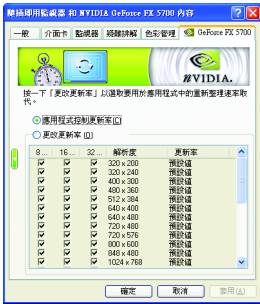 隨插即用監視器 和 NVIDIA GeForce FX 5700 內容
一般 介面卡 監視器 疑難排解 色彩管理 GeForce FX 5700
NVIDIA.
按一下「更改更新率」以選取要用於應用程式中的重新整理速率取
代。
應用程式控制更新率(C)
更改更新率(O)
8 ... 16 ... 32 ... 解析度 更新率
320 x 200 預設值
320 x 240 預設值
400 x 300 預設值
480 x 360 預設值
512 x 384 預設值
640 x 400 預設值
640 x 480 預設值
720 x 480 預設值
720 x 576 預設值
800 x 600 預設值
848 x 480 預設值
1024 x 768 預設值
確定 取消 套用(A)